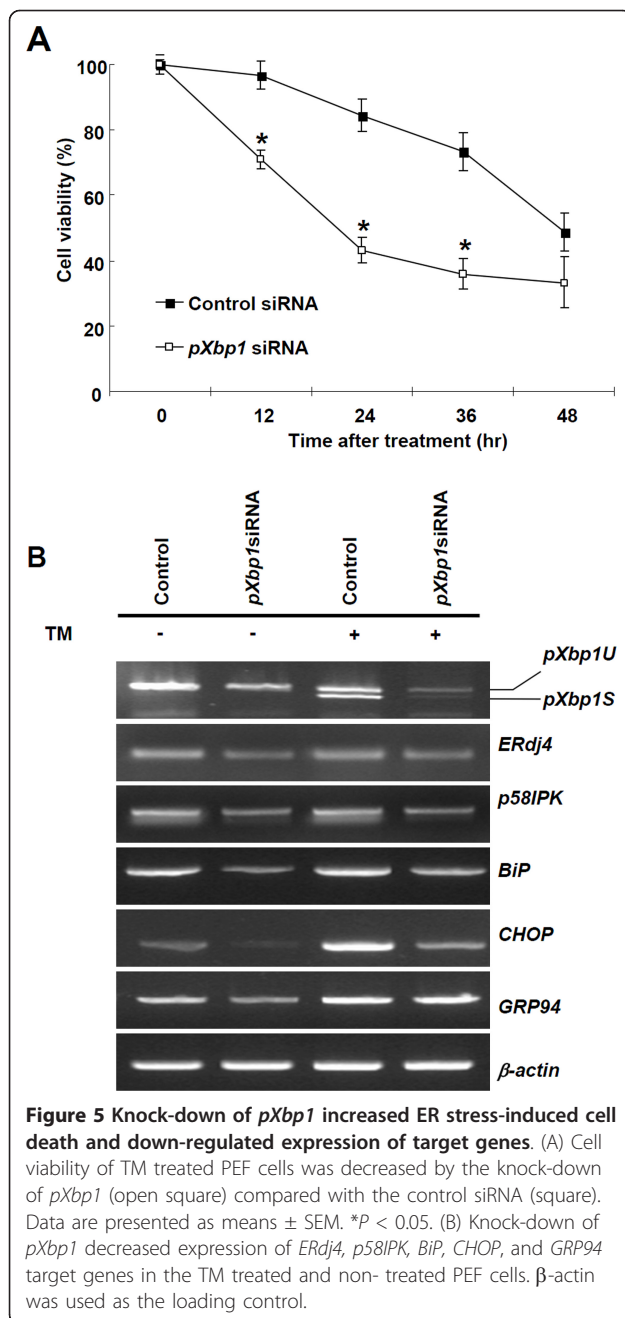 A
100
80
60
40
20
0
Cell viability (%)
*
*
*
Control siRNA
pXbp1 siRNA
0 12 24 36 48
Time after treatment (hr)
B
Control pXbp1siRNA Control pXbp1siRNA
TM - - + +
pXbp1U
pXbp1S
ERdj4
p58IPK
BiP
CHOP
GRP94
β-actin
Figure 5 Knock-down of pXbp1 increased ER stress-induced cell
death and down-regulated expression of target genes. (A) Cell
viability of TM treated PEF cells was decreased by the knock-down
of pXbp1 (open square) compared with the control siRNA (square).
Data are presented as means ± SEM. *P < 0.05. (B) Knock-down of
pXbp1 decreased expression of ERdj4, p58IPK, BiP, CHOP, and GRP94
target genes in the TM treated and non- treated PEF cells. β-actin
was used as the loading control.